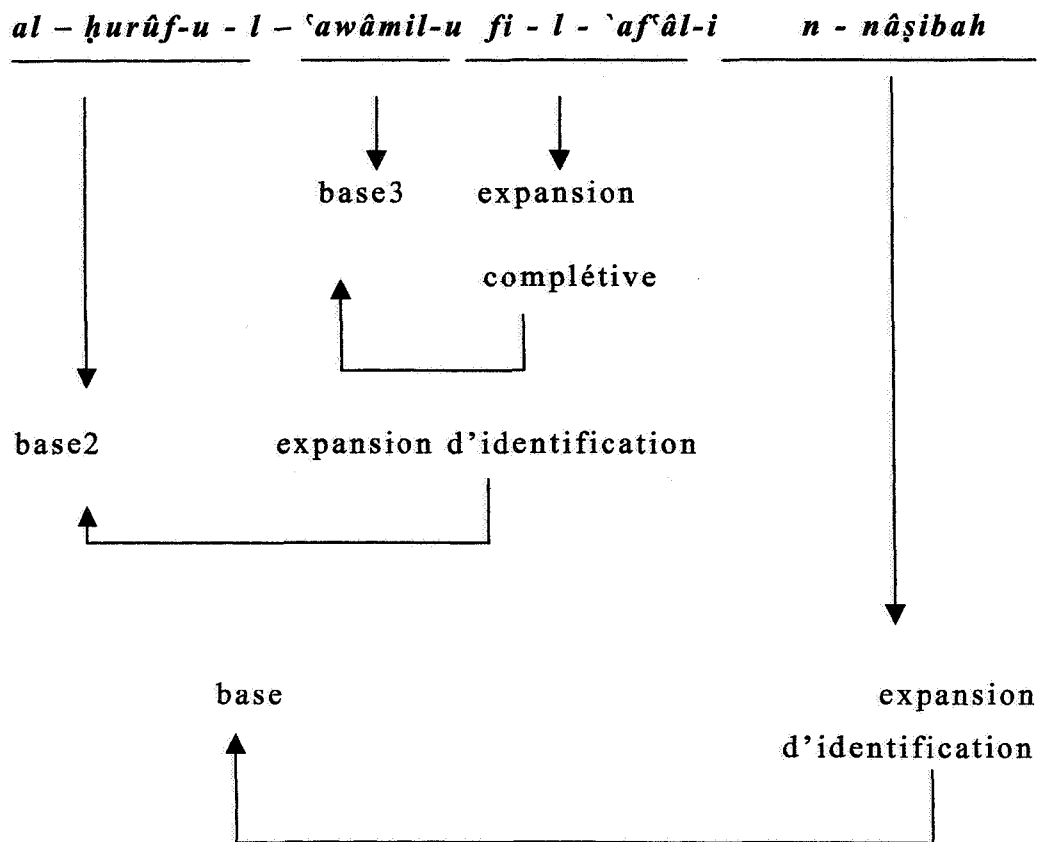 al – ḥurûf-u - l – ʿawâmil-u fi - l - `afʿâl-i n - nâṣibah
base3 expansion
complétive
base2 expansion d’identification
base expansion
d’identification